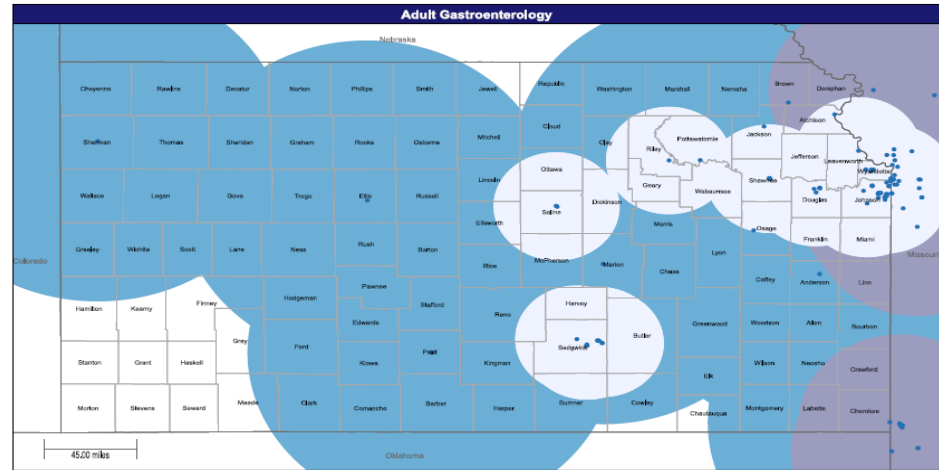 Adult Gastroenterology
Nebraska
Cheyenne Rawlins Decatur Norton Phillips Smith Jewell Republic Washington Marshall Nemaha Brown Doniphan
Atchison
Sherman Thomas Sheridan Graham Rooks Osborne Mitchell Cloud Clay Riley Pottawatomie Jackson Jefferson Leavenworth
Wyandotte
Wallace Logan Gove Trego Ellis Russell Lincoln Ottawa Saline Dickinson Geary Wabaunsee Shawnee Douglas Johnson
Ellsworth Morris Osage Franklin Miami
Greeley Wichita Scott Lane Ness Rush Barton Rice McPherson Marion Chase Lyon Coffey Anderson Linn
Colorado
Missouri
Hamilton Kearny Finney Hodgeman Pawnee Stafford Reno Harvey Butler Greenwood Woodson Allen Bourbon
Gray Ford Edwards
Stanton Grant Haskell Kiowa Pratt Kingman Sedgwick Elk Wilson Neosho Crawford
Morton Stevens Seward Meade Clark Comanche Barber Harper Sumner Cowley Chautauqua Montgomery Labette Cherokee
45.00 miles
Oklahoma